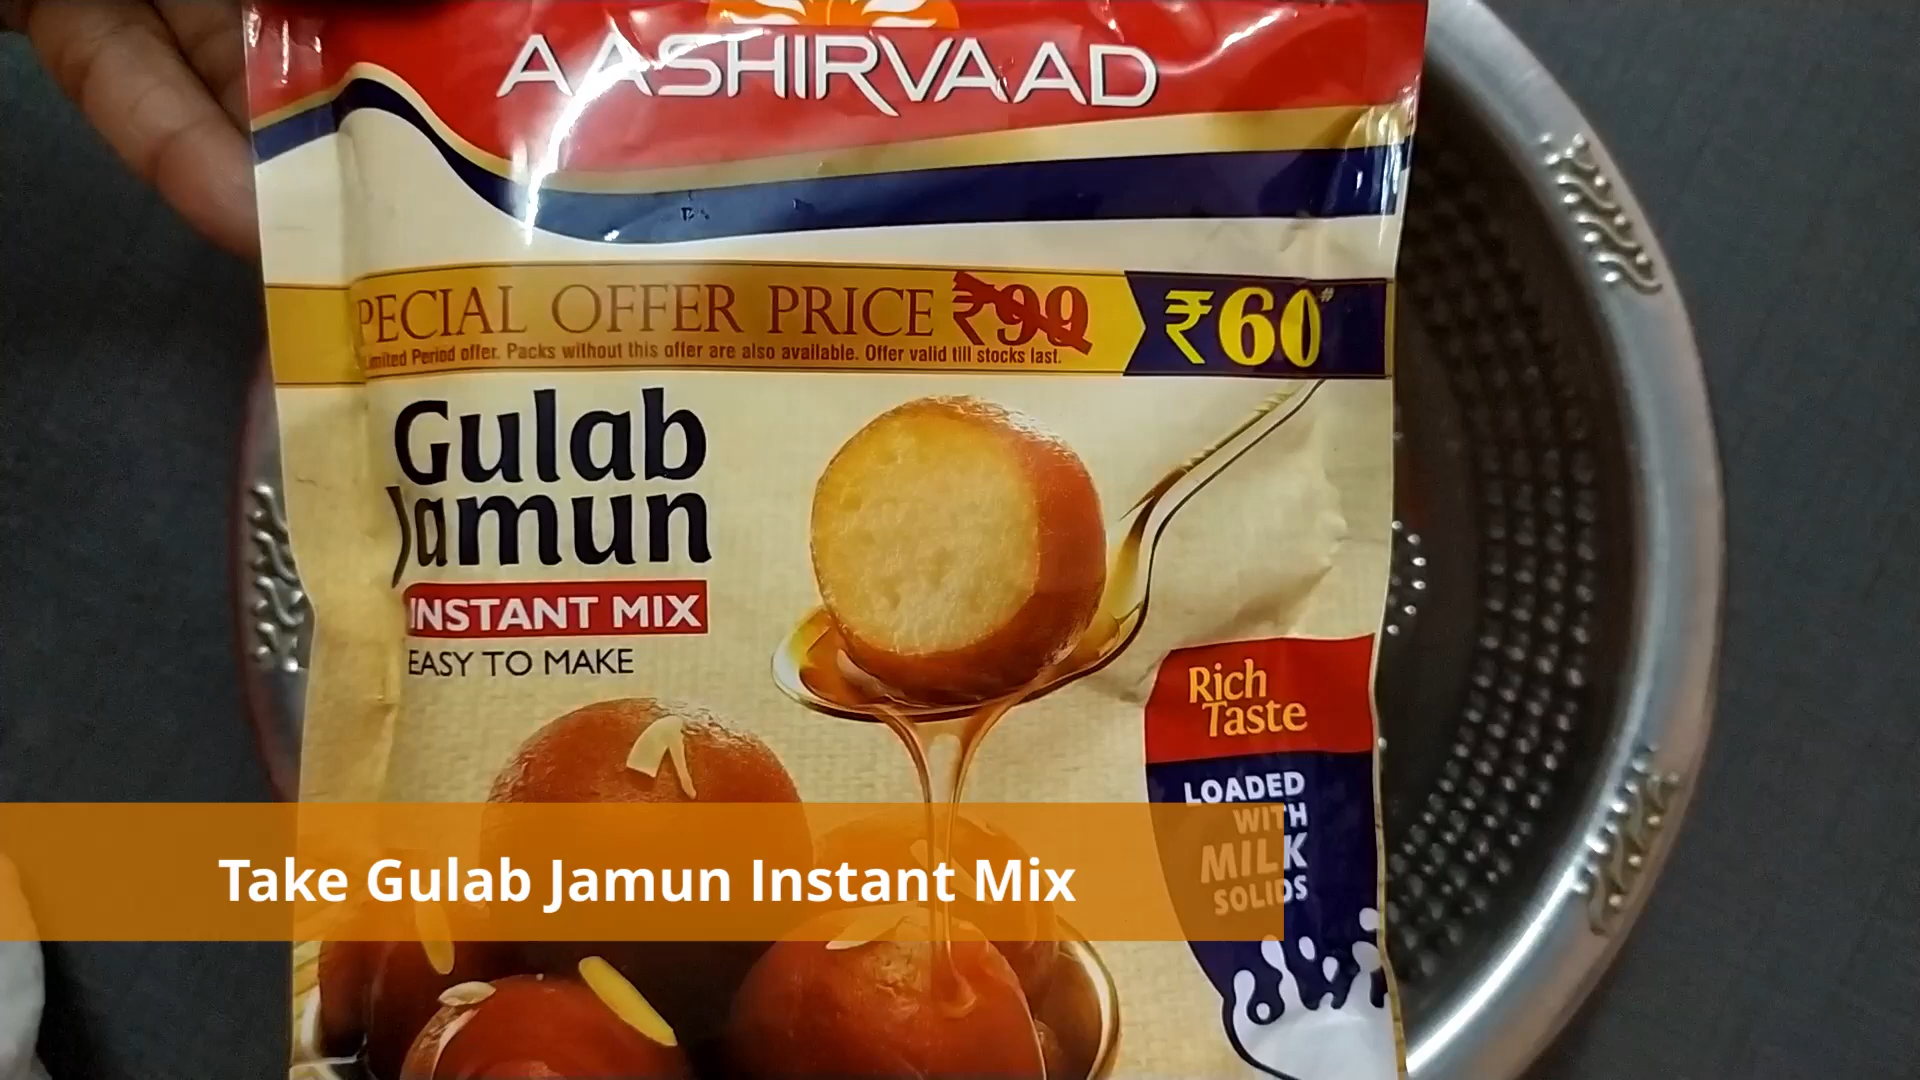 AASHIRVAAD
PECIAL OFFER PRICE ₹99 ₹60#
imited Period offer. Packs without this offer are also available. Offer valid till stocks last.
Gulab
Jamun
INSTANT MIX
EASY TO MAKE
Rich
Taste
LOADED
WITH
MILK
SOLIDS
Take Gulab Jamun Instant Mix